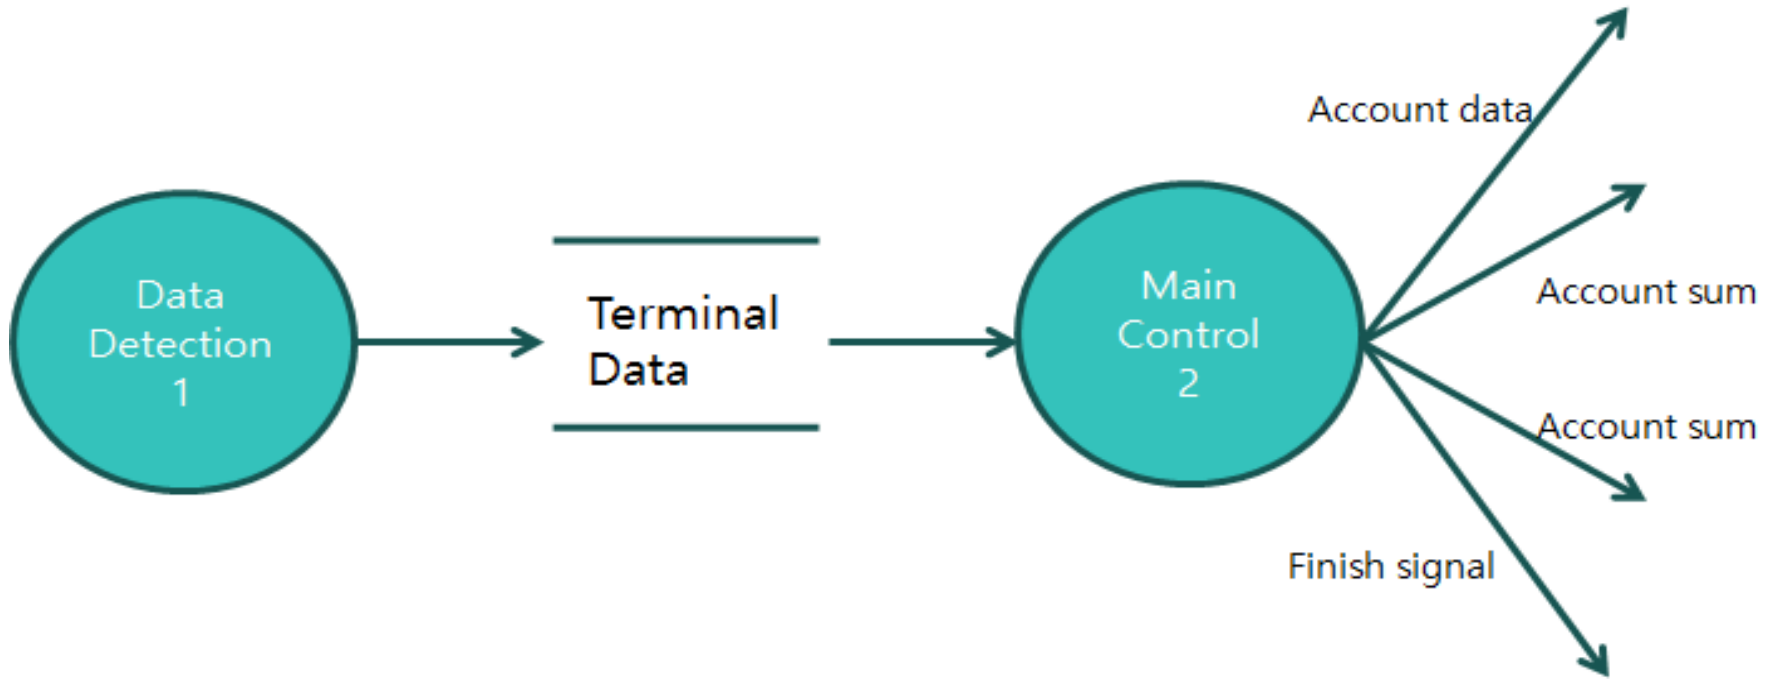 Data
Detection
1
Terminal
Data
Main
Control
2
Account data
Account sum
Account sum
Finish signal